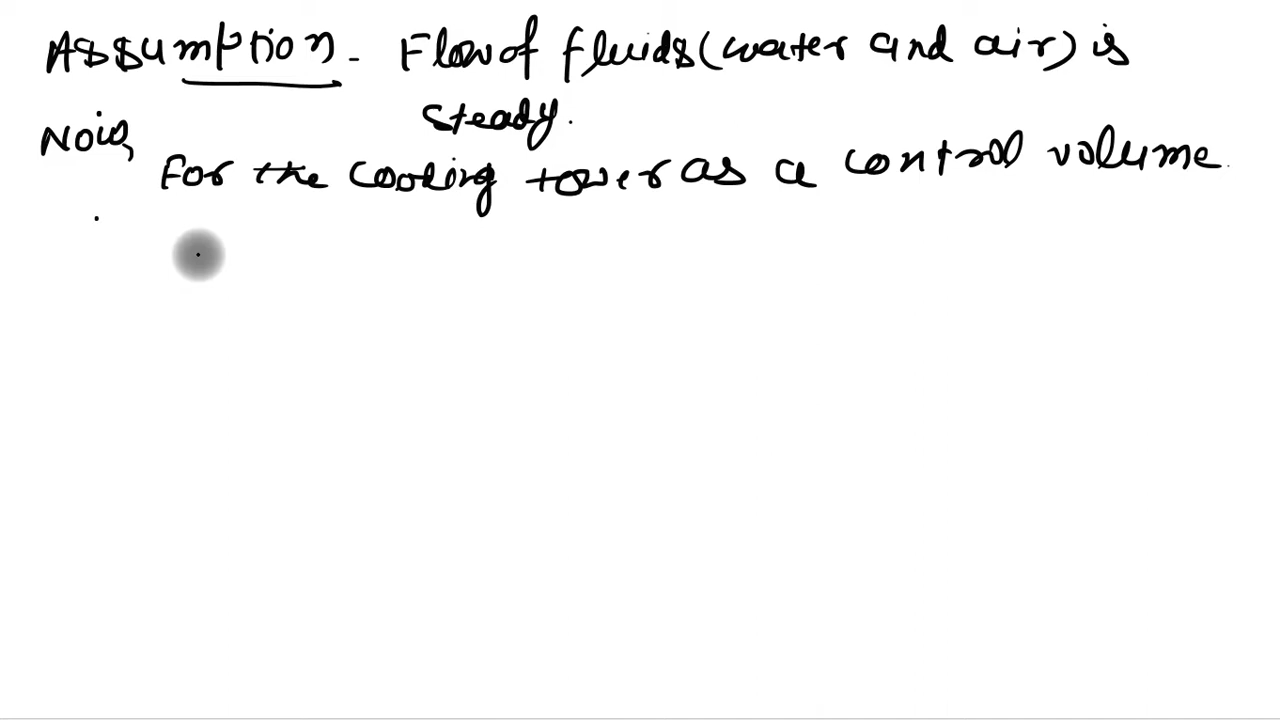 Assumption - Flow of fluids (water and air) is
steady.
Now,
For the cooling tower as a control volume